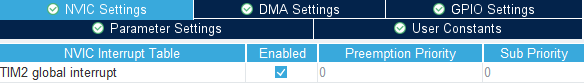 NVIC Settings DMA Settings GPIO Settings
Parameter Settings User Constants
NVIC Interrupt Table Enabled Preemption Priority Sub Priority
TIM2 global interrupt 0 0